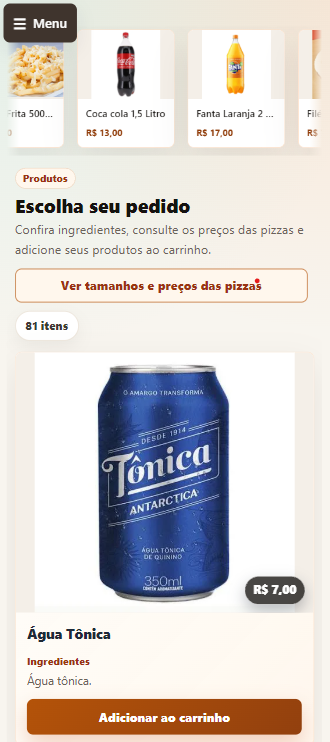 ☰ Menu
Frita 500...
Coca cola 1,5 Litro
Fanta Laranja 2 ...
R$ 13,00
R$ 17,00
R$
Produtos
Escolha seu pedido
Confira ingredientes, consulte os preços das pizzas e
adicione seus produtos ao carrinho.
Ver tamanhos e preços das pizzas
81 itens
O AMARGO TRANSFORMA
DESDE 1914
Tônica
ANTARCTICA
ÁGUA TÔNICA
DE QUININO
350ml
CONTÉM AROMATIZANTE
R$ 7,00
Água Tônica
Ingredientes
Água tônica.
Adicionar ao carrinho